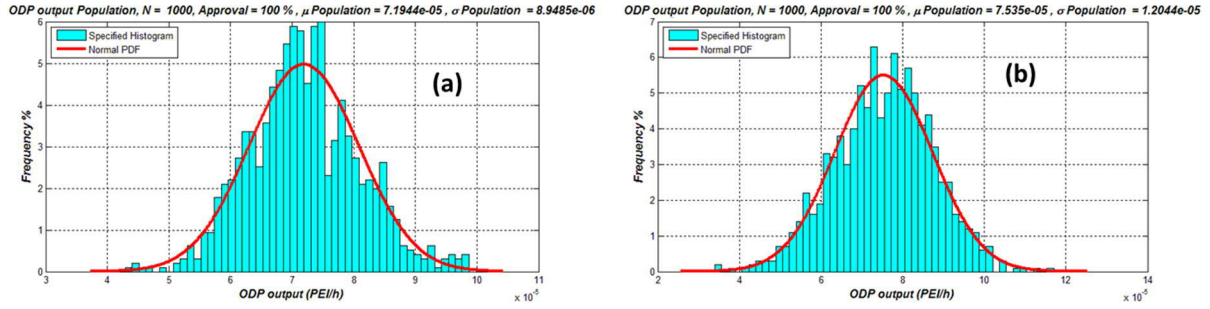 ODP output Population, N = 1000, Approval = 100 % , μ Population = 7.1944e-05 , σ Population = 8.9485e-06
6
5
4
3
2
1
0
Frequency %
Specified Histogram
Normal PDF
(a)
3 4 5 6 7 8 9 10 11
x 10⁻⁵
ODP output (PEI/h)
ODP output Population, N = 1000, Approval = 100 % , μ Population = 7.535e-05 , σ Population = 1.2044e-05
7
6
5
4
3
2
1
0
Frequency %
Specified Histogram
Normal PDF
(b)
2 4 6 8 10 12 14
x 10⁻⁵
ODP output (PEI/h)